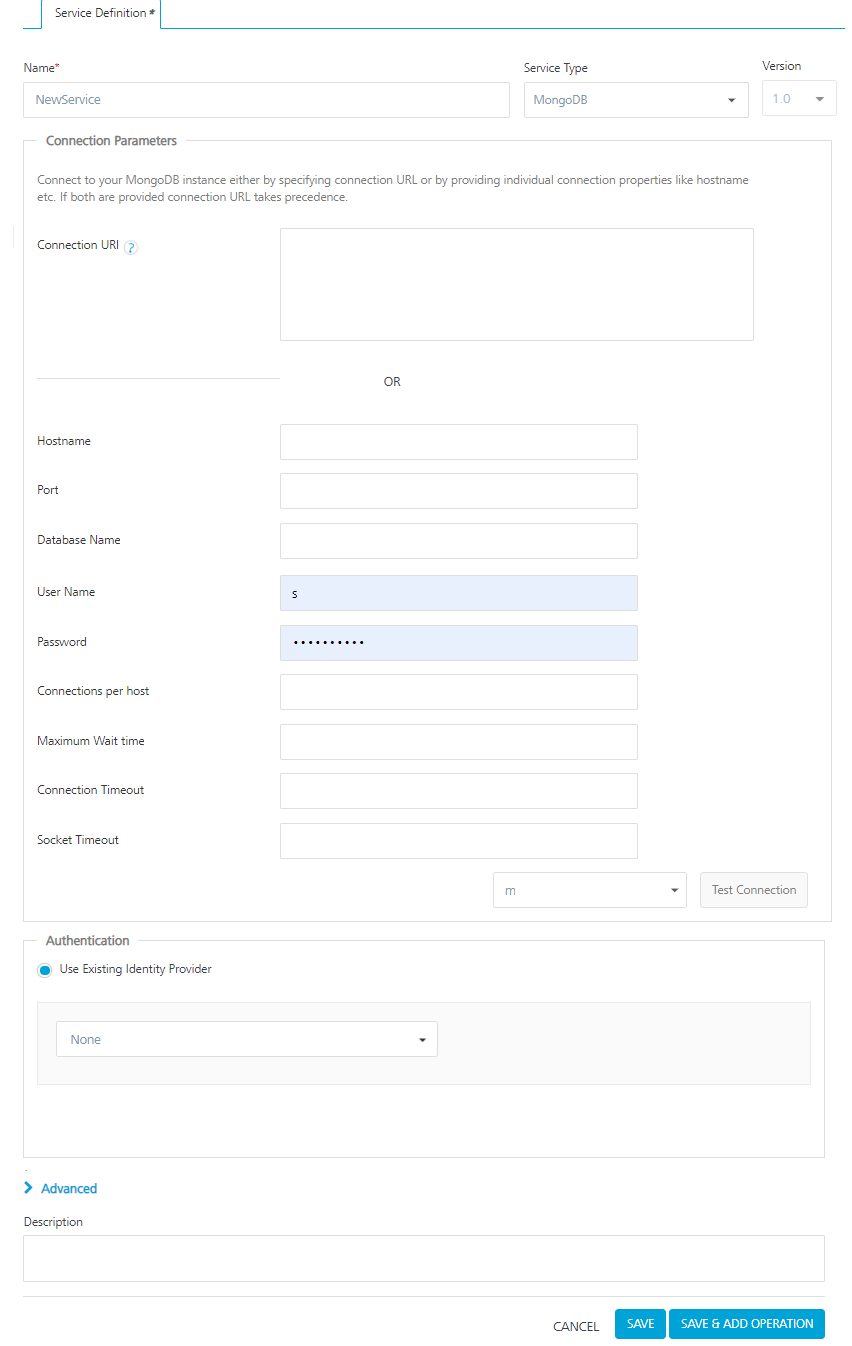 Service Definition *
Name* Service Type Version
NewService MongoDB 1.0
Connection Parameters
Connect to your MongoDB instance either by specifying connection URL or by providing individual connection properties like hostname
etc. If both are provided connection URL takes precedence.
Connection URI ?
OR
Hostname
Port
Database Name
User Name s
Password ••••••••••
Connections per host
Maximum Wait time
Connection Timeout
Socket Timeout
m Test Connection
Authentication
Use Existing Identity Provider
None
Advanced
Description
CANCEL SAVE SAVE & ADD OPERATION